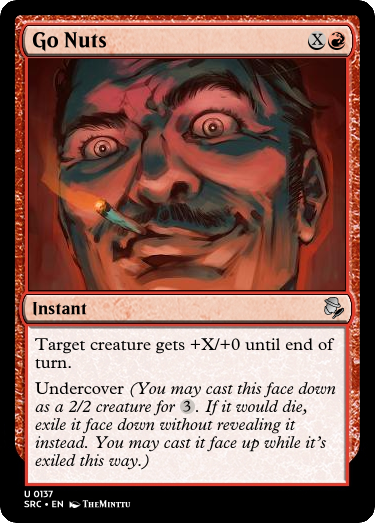 Go Nuts X
Instant
Target creature gets +X/+0 until end of
turn.
Undercover (You may cast this face down
as a 2/2 creature for 3. If it would die,
exile it face down without revealing it
instead. You may cast it face up while it's
exiled this way.)
U 0137
SRC • EN TheMinttu